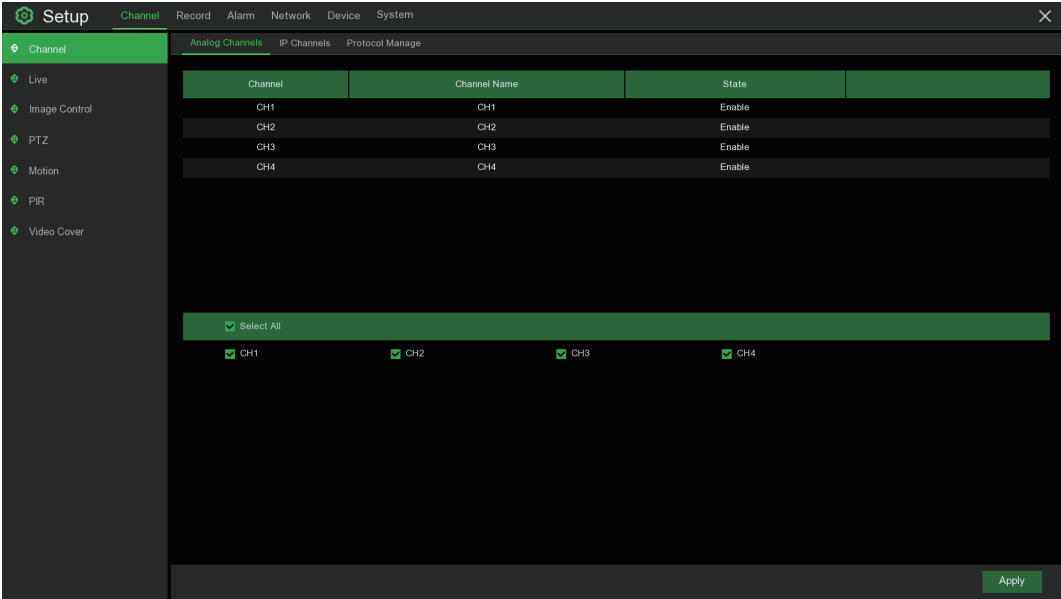 Setup Channel Record Alarm Network Device System
Channel
Live
Image Control
PTZ
Motion
PIR
Video Cover
Analog Channels IP Channels Protocol Manage
Channel Channel Name State
CH1 CH1 Enable
CH2 CH2 Enable
CH3 CH3 Enable
CH4 CH4 Enable
Select All
CH1 CH2 CH3 CH4
Apply